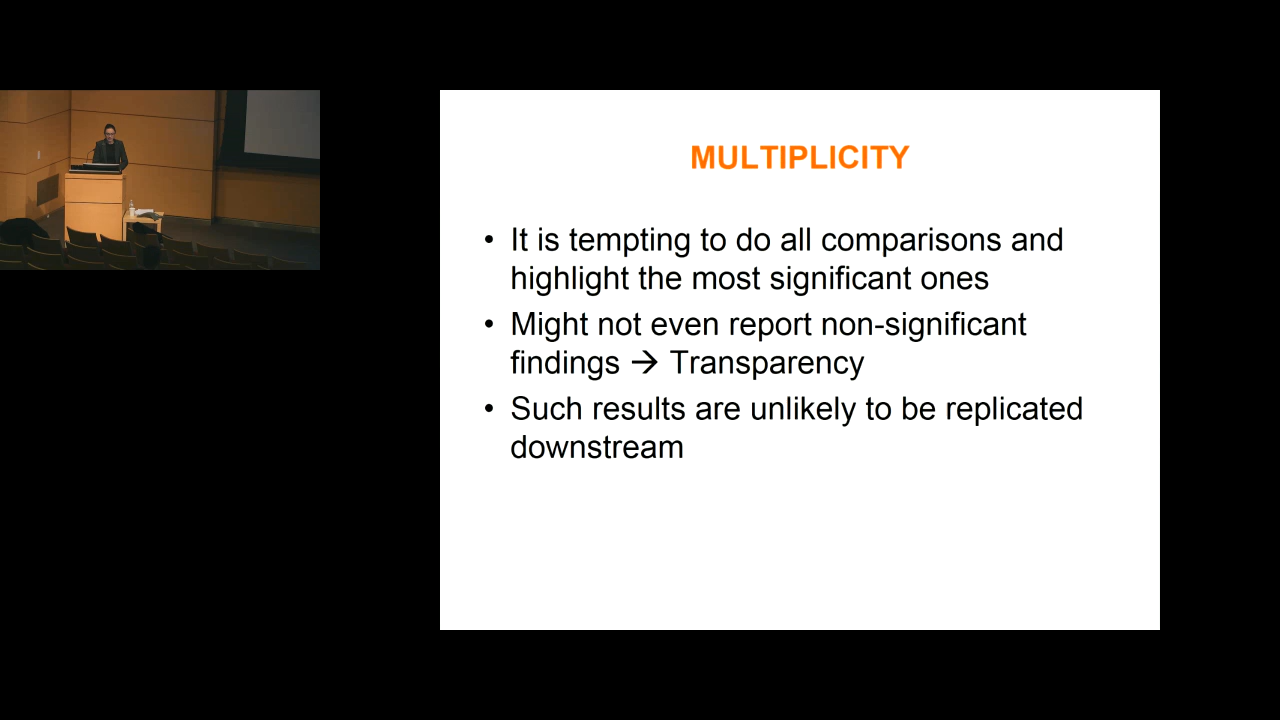 MULTIPLICITY
• It is tempting to do all comparisons and
highlight the most significant ones
• Might not even report non-significant
findings → Transparency
• Such results are unlikely to be replicated
downstream